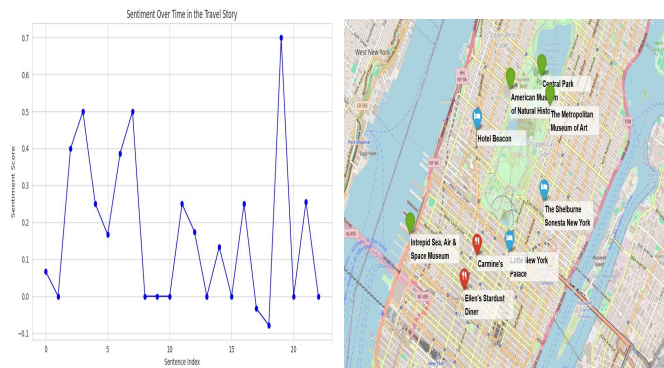 Sentiment Over Time in the Travel Story
0.7
0.6
0.5
0.4
0.3
0.2
0.1
0.0
−0.1
Sentiment Score
0
5
10
15
20
Sentence Index
West New York
Central Park
American Museum
of Natural History
The Metropolitan
Museum of Art
Hotel Beacon
The Shelburne
Sonesta New York
Intrepid Sea, Air &
Space Museum
Carmine's
Lotte New York
Palace
Ellen's Stardust
Diner